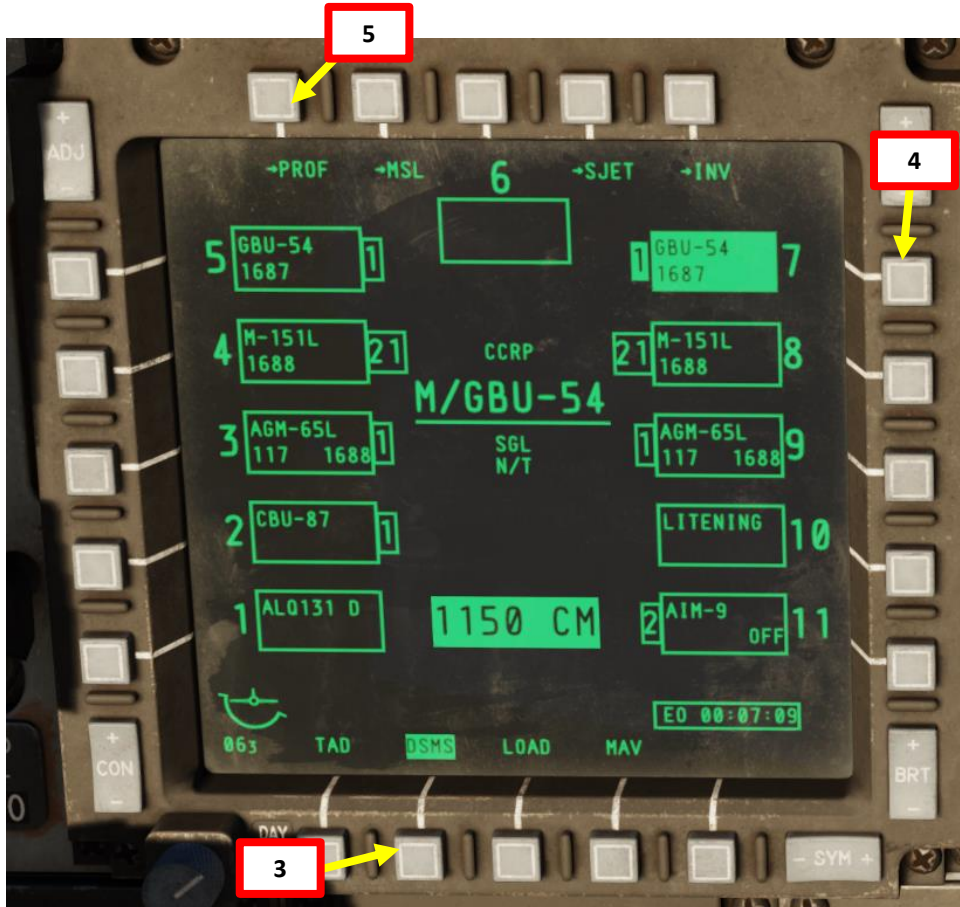 5
ADJ
4
→PROF →MSL 6 →SJET →INV
5 GBU-54 1
1687
1 GBU-54 7
1687
4 M-151L 21
1688
CCRP
21 M-151L 8
1688
M/GBU-54
3 AGM-65L 1
117 1688
SGL
N/T
1 AGM-65L 9
117 1688
2 CBU-87 1
LITENING 10
1 ALQ131 D
1150 CM
2 AIM-9 11
OFF
EO 00:07:09
063 TAD DSMS LOAD MAV
CON
BRT
0
DAY
3
- SYM +